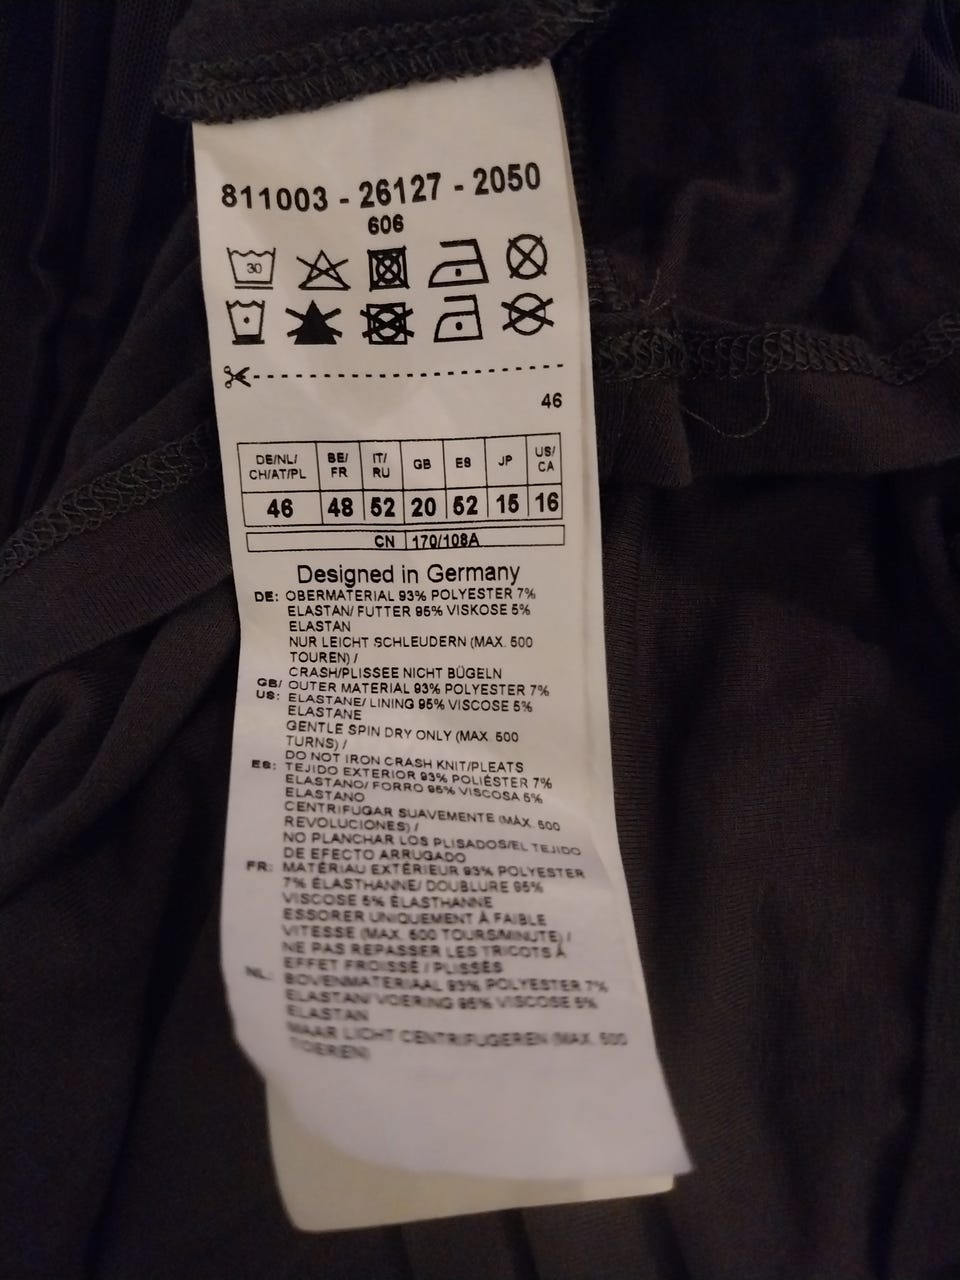 811003 - 26127 - 2050
606
30
46
DE/NL/ CH/AT/PL BE/ FR IT/ RU GB ES JP US/ CA
46 48 52 20 52 15 16
CN 170/108A
Designed in Germany
DE: OBERMATERIAL 93% POLYESTER 7%
ELASTAN/ FUTTER 95% VISKOSE 5%
ELASTAN
NUR LEICHT SCHLEUDERN (MAX. 500
TOUREN) /
CRASH/PLISSEE NICHT BÜGELN
GB/ OUTER MATERIAL 93% POLYESTER 7%
US: ELASTANE/ LINING 95% VISCOSE 5%
ELASTANE
GENTLE SPIN DRY ONLY (MAX. 500
TURNS) /
DO NOT IRON CRASH KNIT/PLEATS
ES: TEJIDO EXTERIOR 93% POLIÉSTER 7%
ELASTANO/ FORRO 95% VISCOSA 5%
ELASTANO
CENTRIFUGAR SUAVEMENTE (MÁX. 500
REVOLUCIONES) /
NO PLANCHAR LOS PLISADOS/EL TEJIDO
DE EFECTO ARRUGADO
FR: MATÉRIAU EXTÉRIEUR 93% POLYESTER
7% ÉLASTHANNE/ DOUBLURE 95%
VISCOSE 5% ÉLASTHANNE
ESSORER UNIQUEMENT À FAIBLE
VITESSE (MAX. 500 TOURS/MINUTE) /
NE PAS REPASSER LES TRICOTS À
EFFET FROISSÉ / PLISSÉS
NL: BOVENMATERIAAL 93% POLYESTER 7%
ELASTAN/ VOERING 95% VISCOSE 5%
ELASTAN
MAAR LICHT CENTRIFUGEREN (MAX. 500
TOEREN)